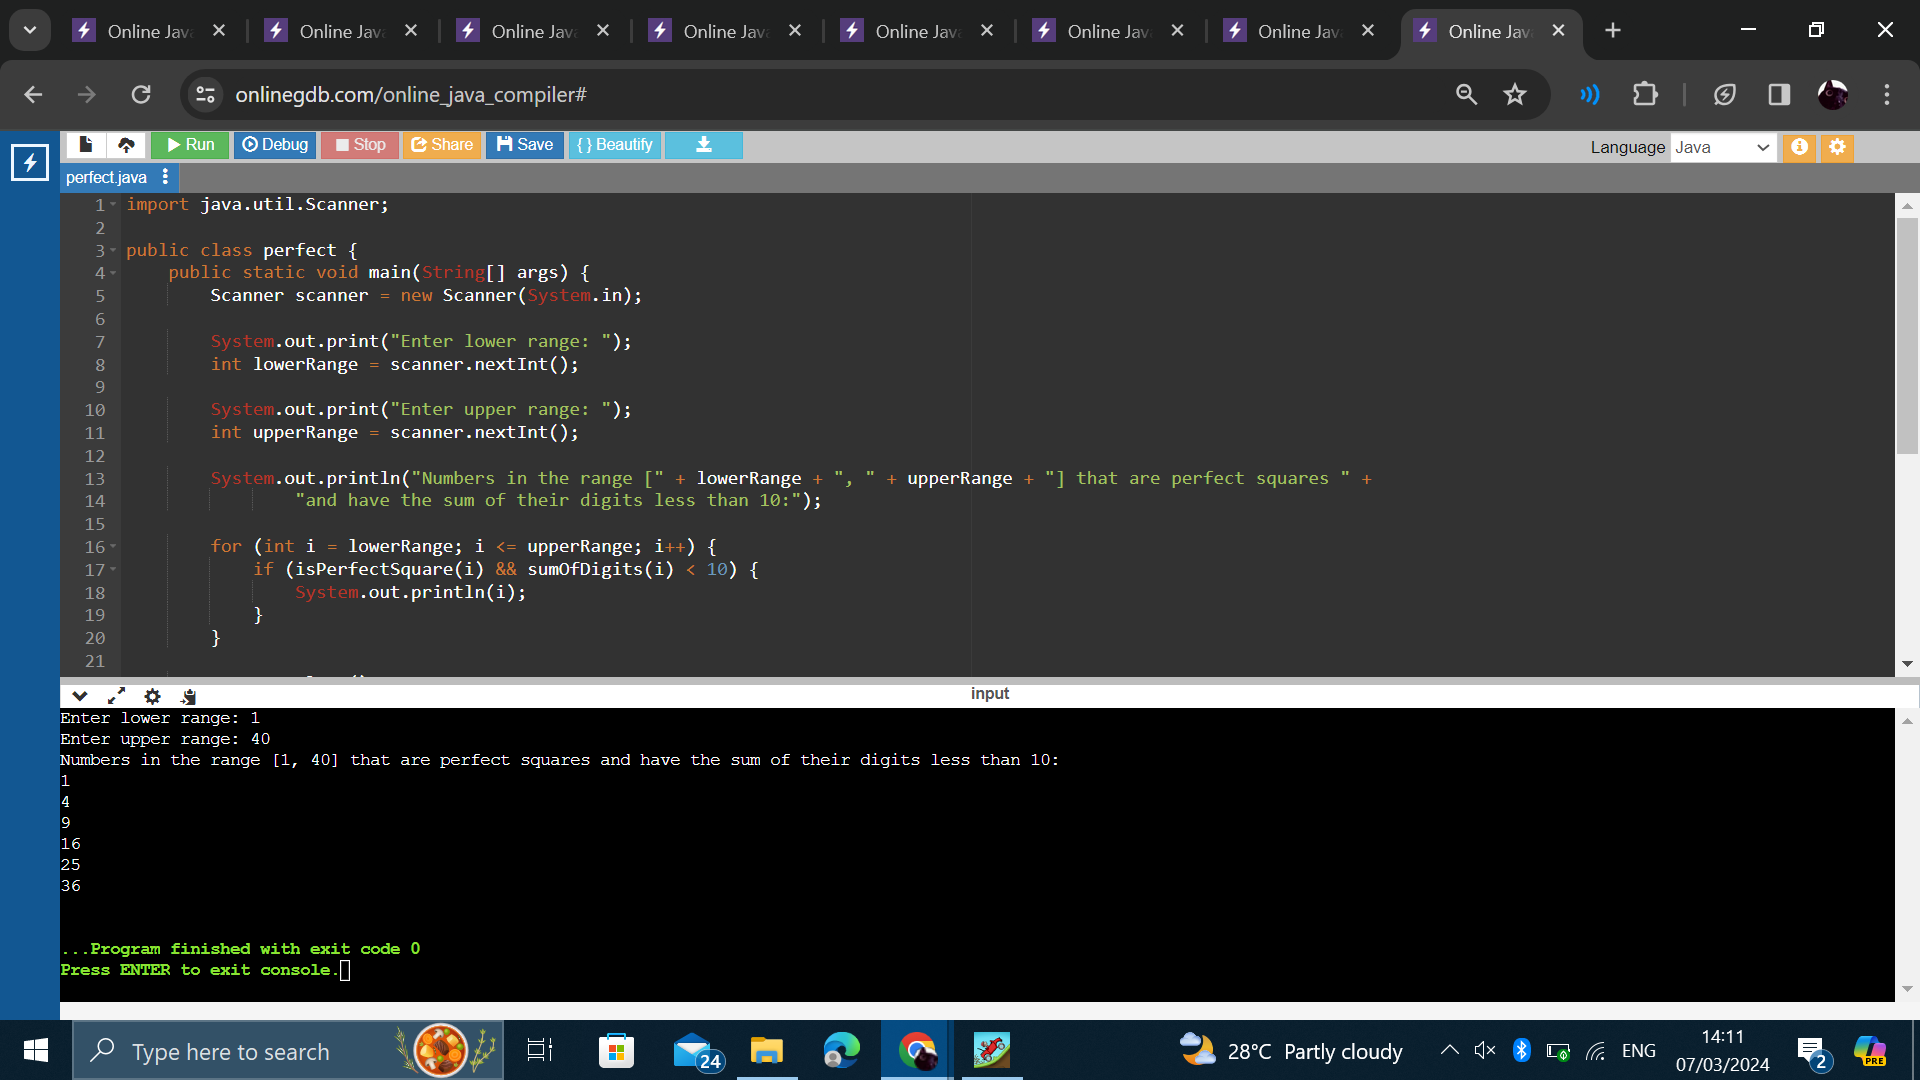 Online Jav
Online Jav
Online Jav
Online Jav
Online Jav
Online Jav
Online Jav
Online Jav
onlinegdb.com/online_java_compiler#
Run Debug Stop Share Save {} Beautify
Language Java
perfect.java
1 import java.util.Scanner;
2
3 public class perfect {
4 public static void main(String[] args) {
5 Scanner scanner = new Scanner(System.in);
6
7 System.out.print("Enter lower range: ");
8 int lowerRange = scanner.nextInt();
9
10 System.out.print("Enter upper range: ");
11 int upperRange = scanner.nextInt();
12
13 System.out.println("Numbers in the range [" + lowerRange + ", " + upperRange + "] that are perfect squares " +
14 "and have the sum of their digits less than 10:");
15
16 for (int i = lowerRange; i <= upperRange; i++) {
17 if (isPerfectSquare(i) && sumOfDigits(i) < 10) {
18 System.out.println(i);
19 }
20 }
21
input
Enter lower range: 1
Enter upper range: 40
Numbers in the range [1, 40] that are perfect squares and have the sum of their digits less than 10:
1
4
9
16
25
36
...Program finished with exit code 0
Press ENTER to exit console.
Type here to search
24
28°C Partly cloudy
ENG
14:11
07/03/2024
2
PRE